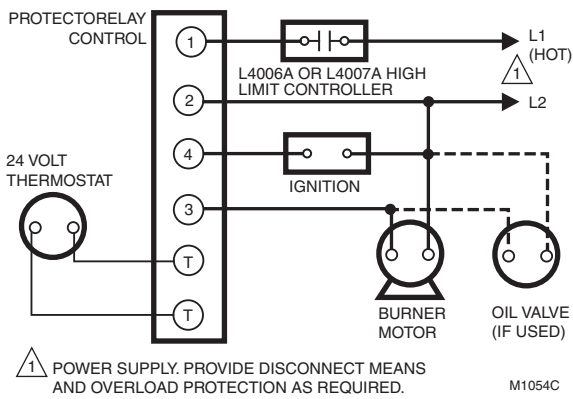 PROTECTORELAY
CONTROL
1
L1
(HOT)
1
L4006A OR L4007A HIGH
LIMIT CONTROLLER
2
L2
24 VOLT
THERMOSTAT
4
IGNITION
3
T
T
BURNER
MOTOR
OIL VALVE
(IF USED)
1 POWER SUPPLY. PROVIDE DISCONNECT MEANS
AND OVERLOAD PROTECTION AS REQUIRED.
M1054C